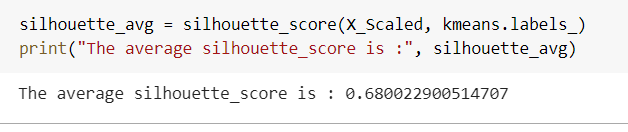 silhouette_avg = silhouette_score(X_Scaled, kmeans.labels_)
print("The average silhouette_score is :", silhouette_avg)
The average silhouette_score is : 0.680022900514707